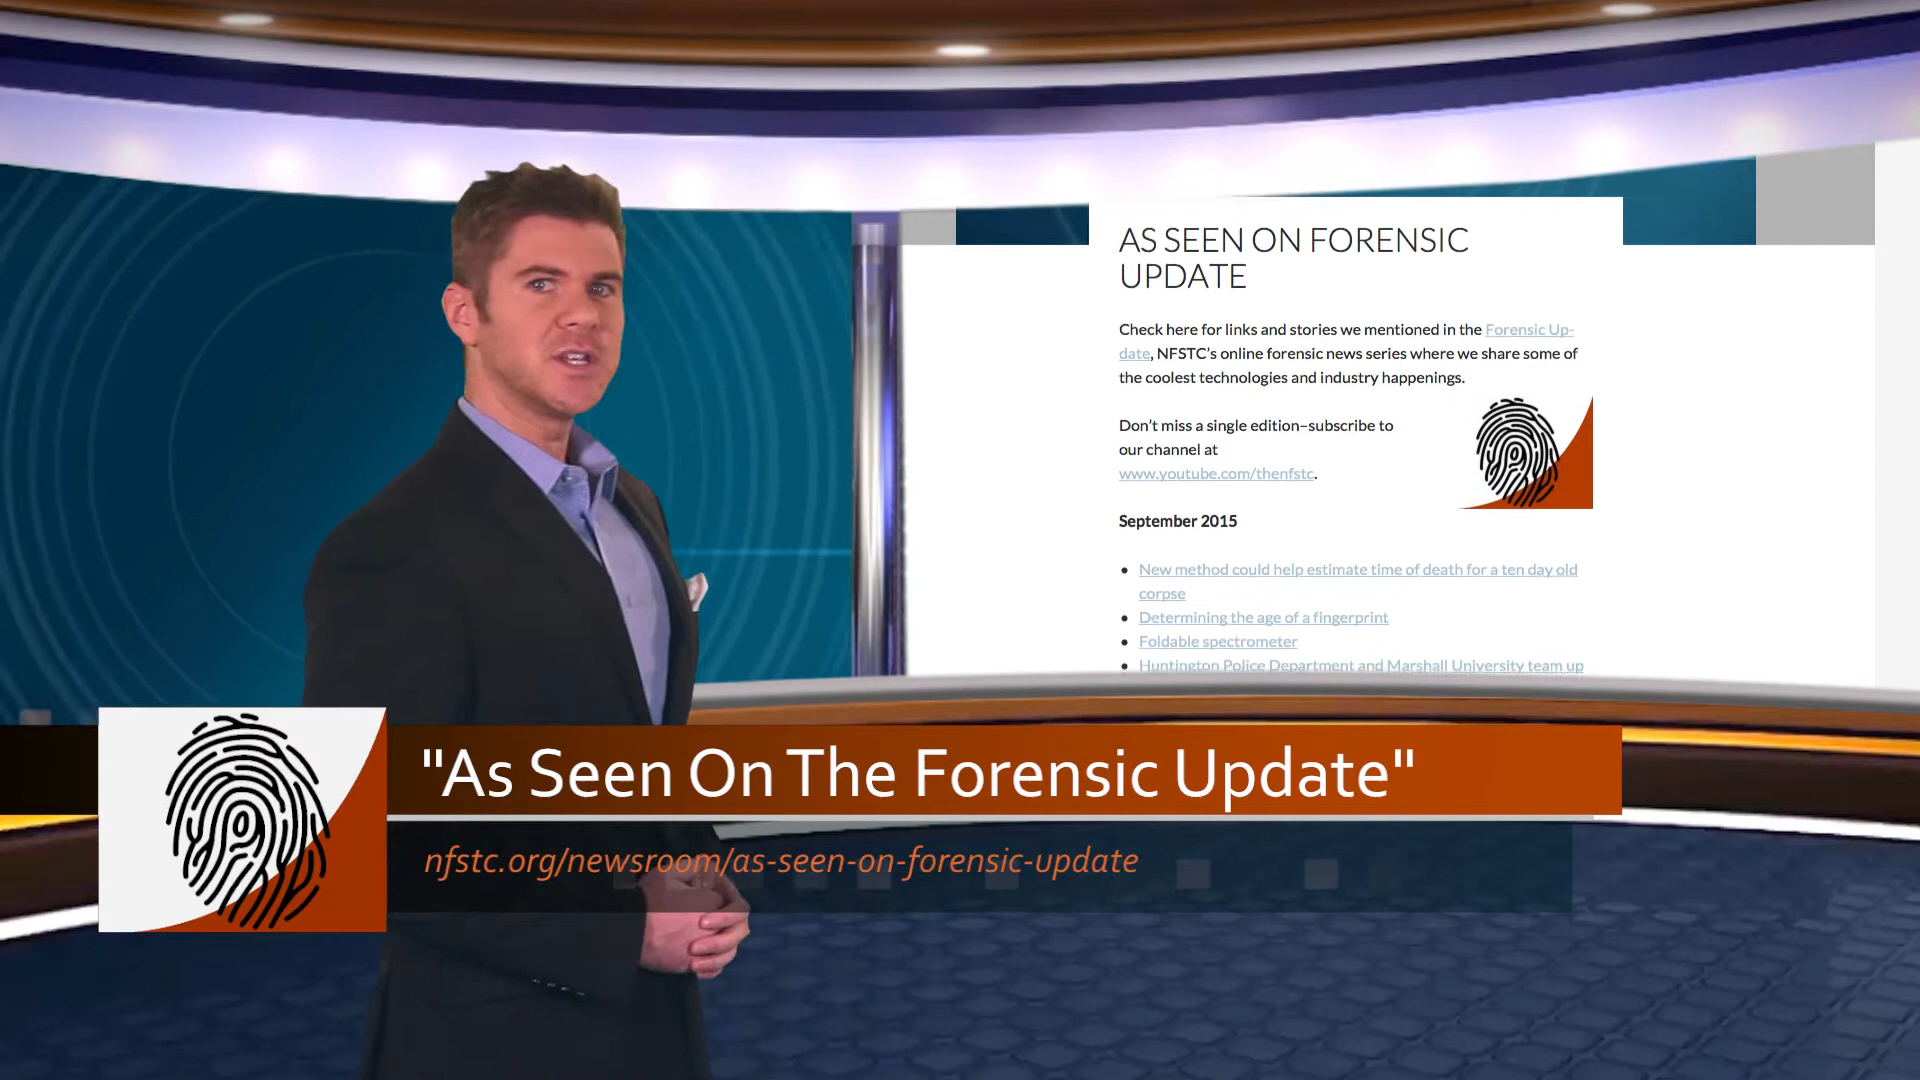 AS SEEN ON FORENSIC
UPDATE
Check here for links and stories we mentioned in the Forensic Up-
date, NFSTC's online forensic news series where we share some of
the coolest technologies and industry happenings.
Don't miss a single edition–subscribe to
our channel at
www.youtube.com/thenfstc.
September 2015
• New method could help estimate time of death for a ten day old
corpse
• Determining the age of a fingerprint
• Foldable spectrometer
• Huntington Police Department and Marshall University team up
"As Seen On The Forensic Update"
nfstc.org/newsroom/as-seen-on-forensic-update